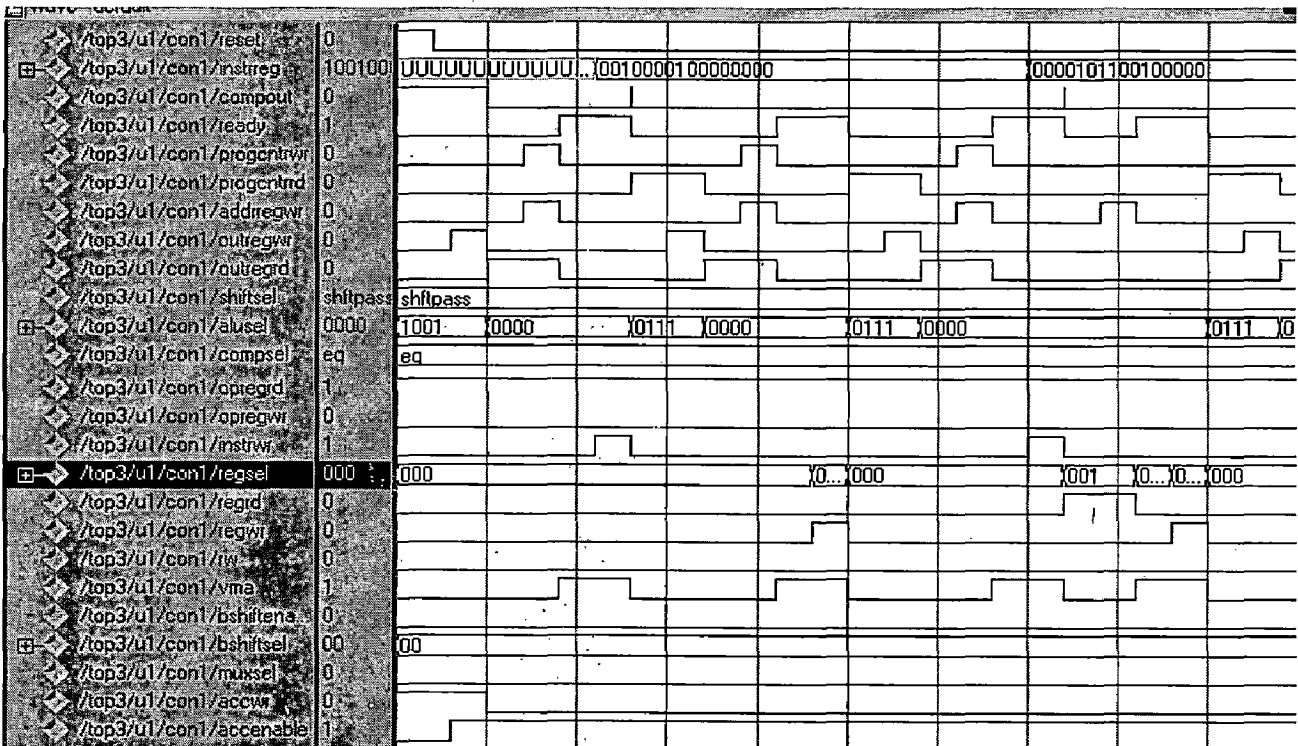 wave - default
/top3/u1/con1/reset 0
/top3/u1/con1/instrreg 100100 UUUUUUUUUUUUU... 0010000100000000 0000101100100000
/top3/u1/con1/compout 0
/top3/u1/con1/ready 1
/top3/u1/con1/progcntrwr 0
/top3/u1/con1/progcntrrd 0
/top3/u1/con1/addrregwr 0
/top3/u1/con1/outregwr 0
/top3/u1/con1/outregrd 0
/top3/u1/con1/shiftsel shftpass shftpass
/top3/u1/con1/alusel 0000 1001 0000 0111 0000 0111 0000 0111 0
/top3/u1/con1/compsel eq eq
/top3/u1/con1/opregrd 1
/top3/u1/con1/opregwr 0
/top3/u1/con1/instrwr 1
/top3/u1/con1/regsel 000 000 0... 000 001 0... 0... 000
/top3/u1/con1/regrd 0
/top3/u1/con1/regwr 0
/top3/u1/con1/rw 0
/top3/u1/con1/vma 1
/top3/u1/con1/bshiftena... 0
/top3/u1/con1/bshiftsel 00 00
/top3/u1/con1/muxsel 0
/top3/u1/con1/accwr 0
/top3/u1/con1/accenable 1